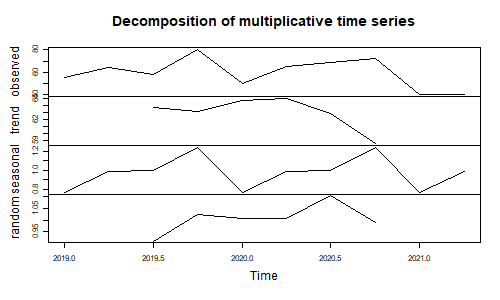 Decomposition of multiplicative time series
observed
80
60
trend
62
59
seasonal
1.2
1.0
0.8
random
1.05
0.95
2019.0 2019.5 2020.0 2020.5 2021.0
Time